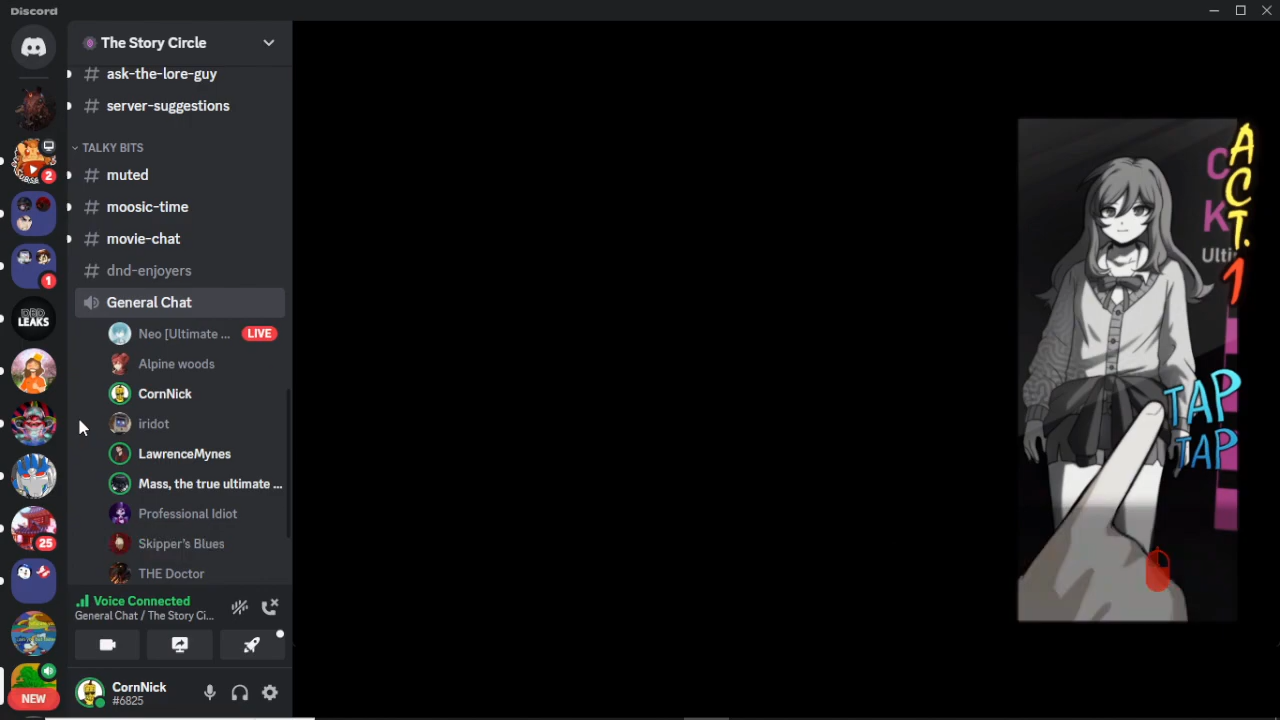 Discord
The Story Circle
ask-the-lore-guy
server-suggestions
TALKY BITS
muted
moosic-time
movie-chat
dnd-enjoyers
General Chat
Neo [Ultimate ...
LIVE
Alpine woods
CornNick
iridot
LawrenceMynes
Mass, the true ultimate ...
Professional Idiot
Skipper's Blues
THE Doctor
Voice Connected
General Chat / The Story Ci...
CornNick
#6825
2
1
DBD
LEAKS
25
NEW
C
K
Ulti
ACT.1
TAP
TAP